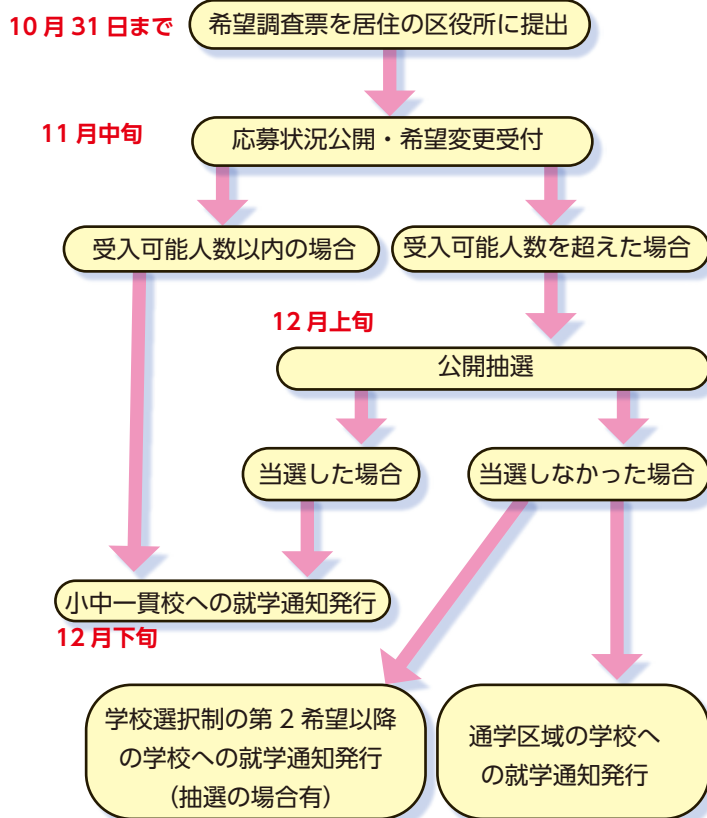 10月31日まで
希望調査票を居住の区役所に提出
11月中旬
応募状況公開・希望変更受付
受入可能人数以内の場合
受入可能人数を超えた場合
12月上旬
公開抽選
当選した場合
当選しなかった場合
小中一貫校への就学通知発行
12月下旬
学校選択制の第2希望以降
の学校への就学通知発行
(抽選の場合有)
通学区域の学校へ
の就学通知発行